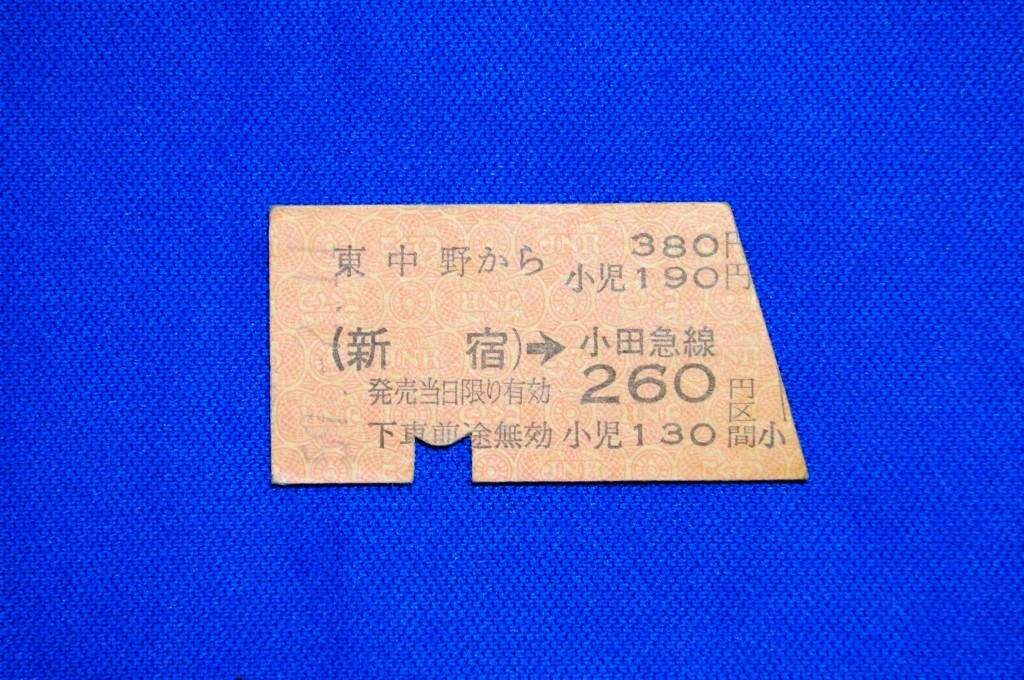 東中野から 380円
小児190円
(新宿)➔小田急線
発売当日限り有効 260円区間
下車前途無効 小児130 小